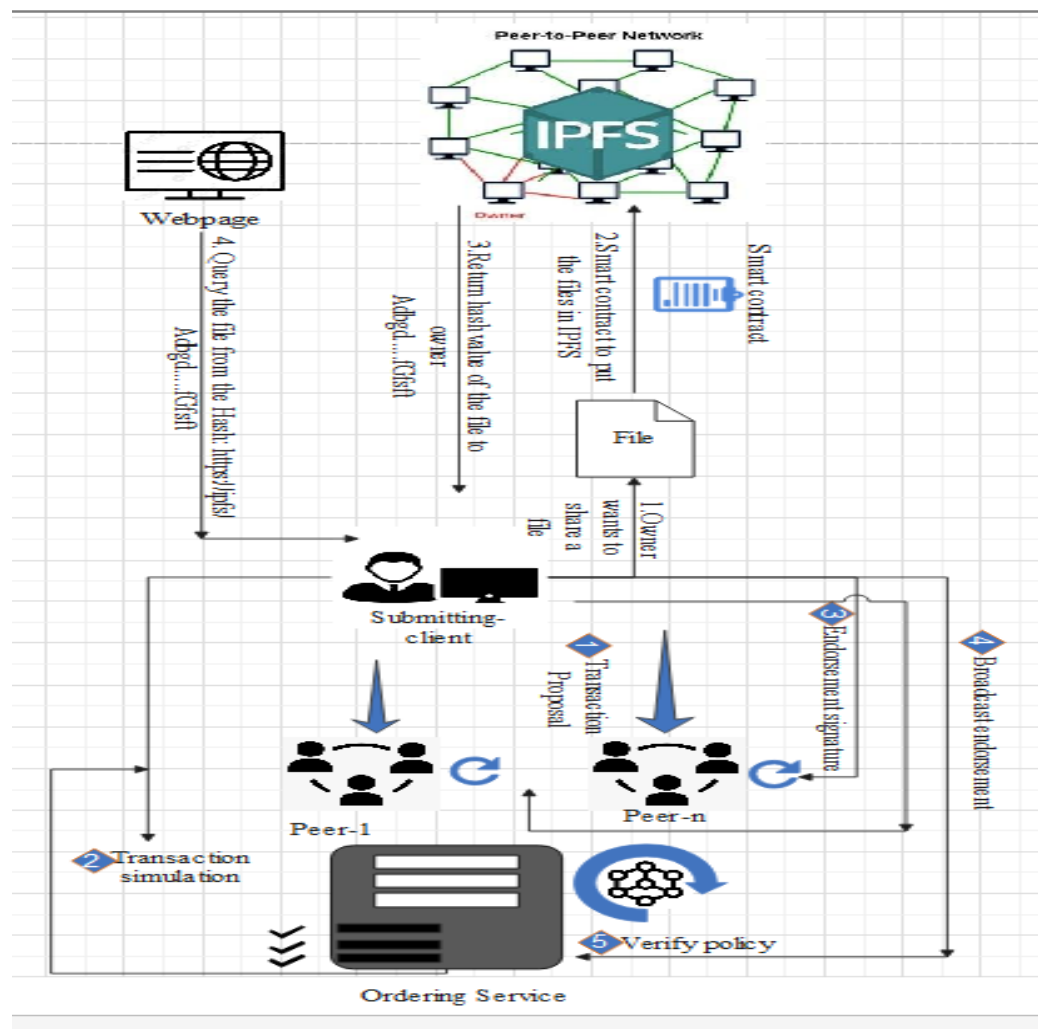 Peer-to-Peer Network
IPFS
Owner
Webpage
4. Query the file from the Hash: https://ipfs/
Adbgd.....fGfsft
3.Return hash value of the file to
owner
Adbgd.....fGfsft
2.Smart contract to put
the files in IPFS
Smart contract
File
1.Owner
wants to
share a
file
Submitting-
client
1 Transaction
Proposal
3 Endorsement signature
4 Broadcast endorsement
Peer-1
Peer-n
2 Transaction
simulation
5 Verify policy
Ordering Service